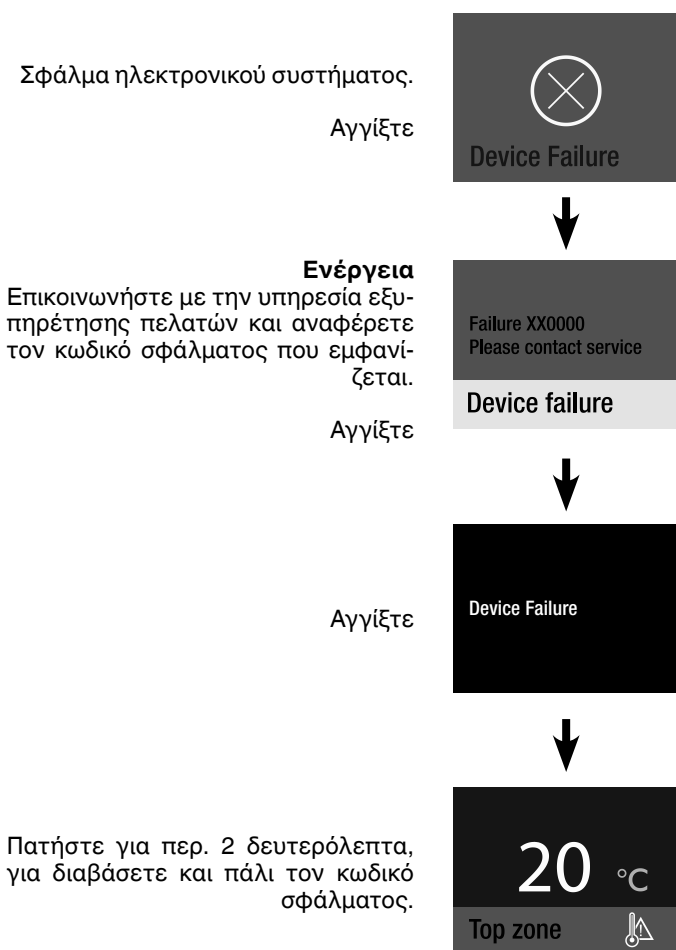 Σφάλμα ηλεκτρονικού συστήματος.
Αγγίξτε
Device Failure
Ενέργεια
Επικοινωνήστε με την υπηρεσία εξυ-
πηρέτησης πελατών και αναφέρετε
τον κωδικό σφάλματος που εμφανί-
ζεται.
Αγγίξτε
Failure XX0000
Please contact service
Device failure
Αγγίξτε
Device Failure
Πατήστε για περ. 2 δευτερόλεπτα,
για διαβάσετε και πάλι τον κωδικό
σφάλματος.
20 °C
Top zone